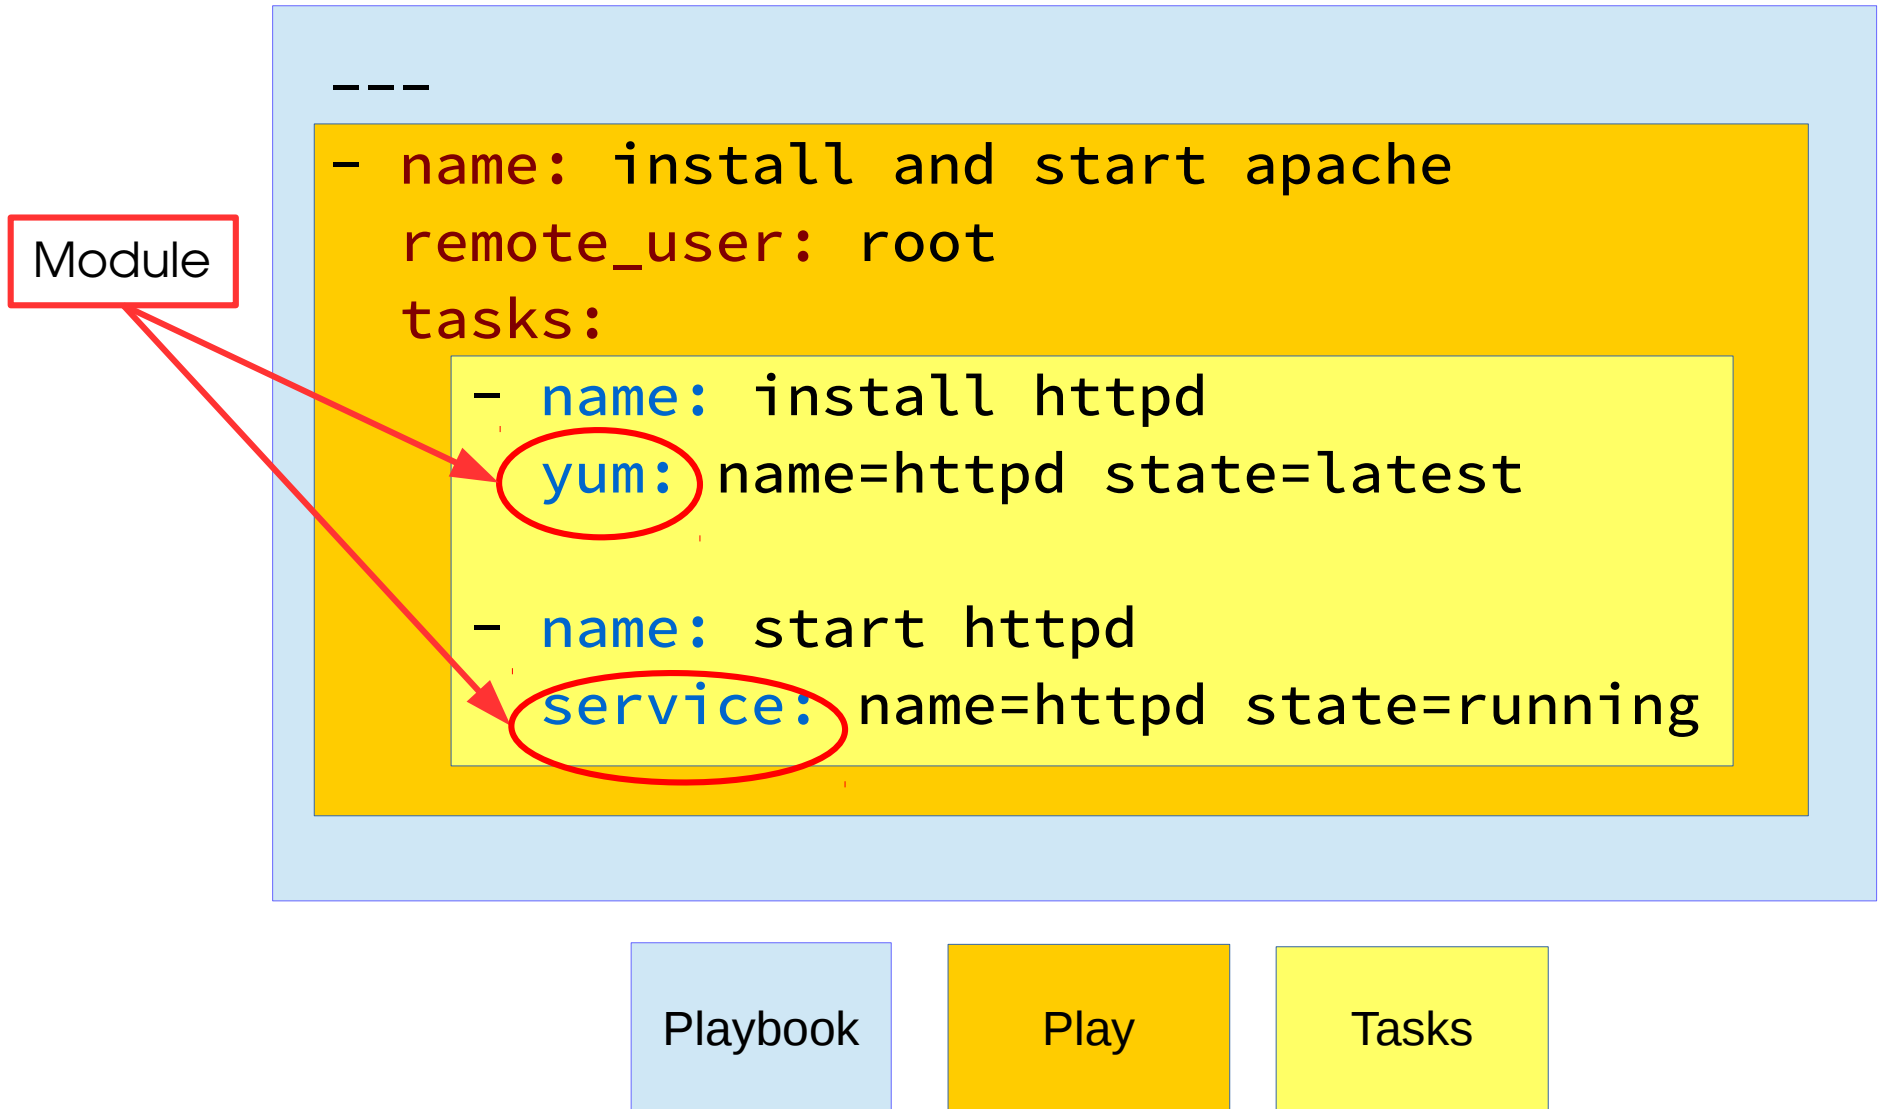 ---
- name: install and start apache
remote_user: root
Module
tasks:
- name: install httpd
yum: name=httpd state=latest
- name: start httpd
service: name=httpd state=running
Playbook
Play
Tasks